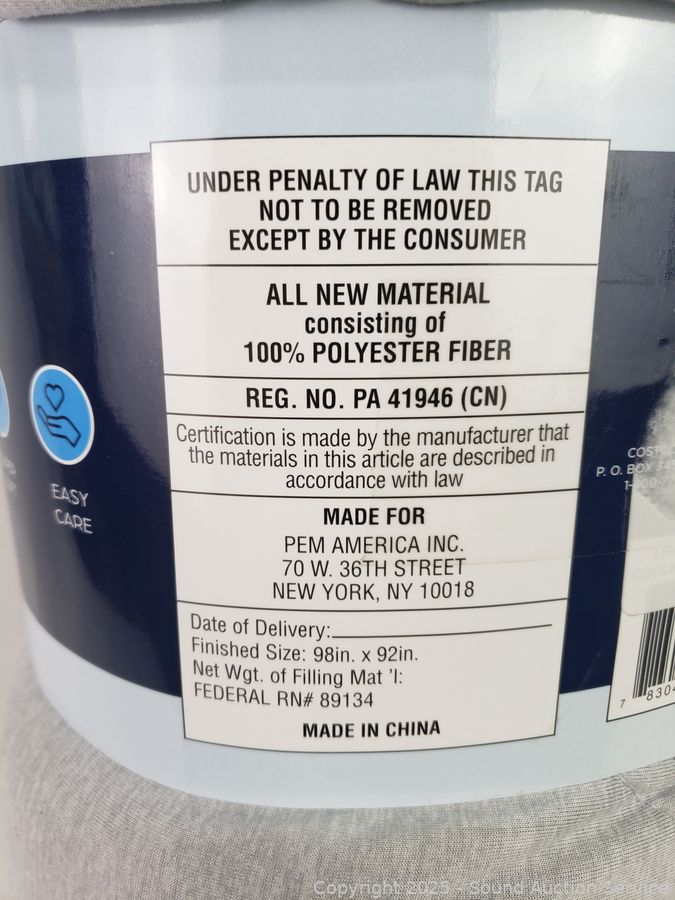 UNDER PENALTY OF LAW THIS TAG
NOT TO BE REMOVED
EXCEPT BY THE CONSUMER
ALL NEW MATERIAL
consisting of
100% POLYESTER FIBER
REG. NO. PA 41946 (CN)
Certification is made by the manufacturer that
the materials in this article are described in
accordance with law
MADE FOR
PEM AMERICA INC.
70 W. 36TH STREET
NEW YORK, NY 10018
Date of Delivery:
Finished Size: 98in. x 92in.
Net Wgt. of Filling Mat 'l:
FEDERAL RN# 89134
MADE IN CHINA
EASY
CARE
P. O. BOX
7
Copyright 2025 - Sound Auction Service